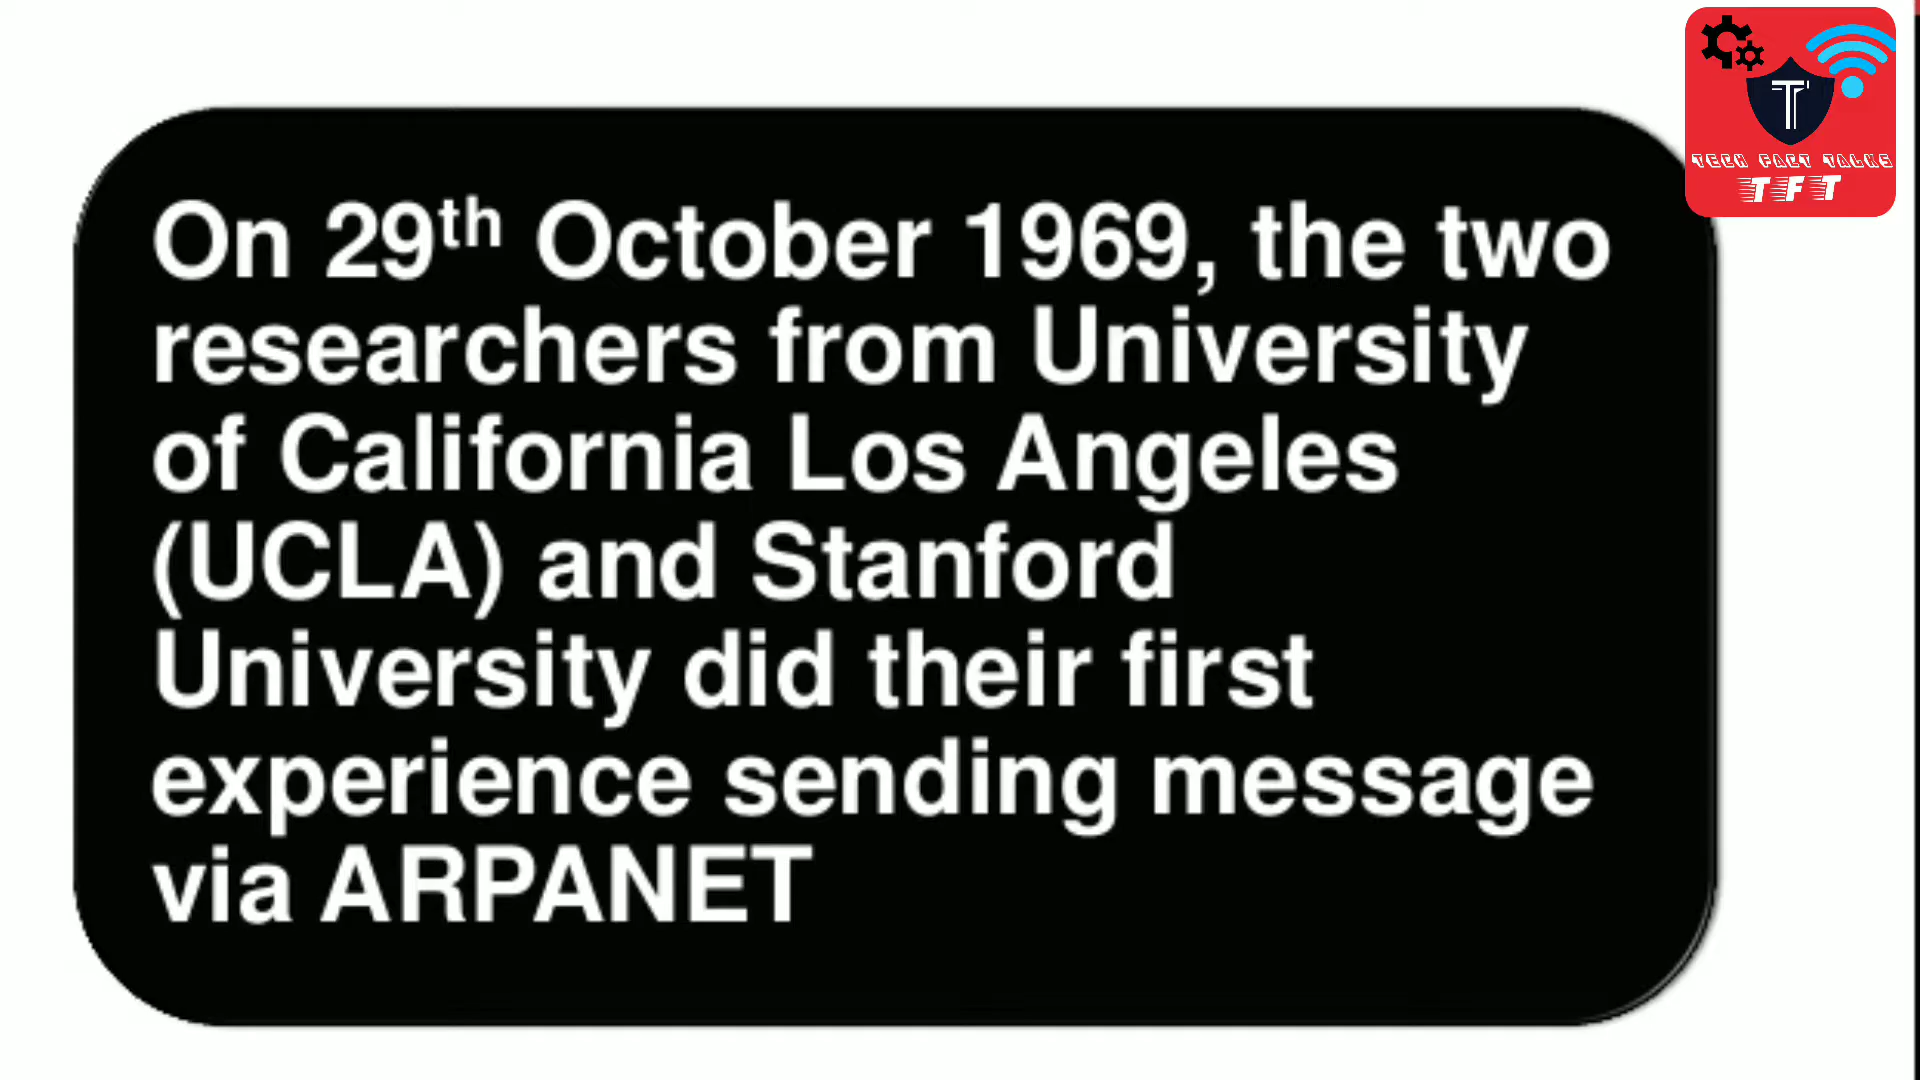 On 29th October 1969, the two
researchers from University
of California Los Angeles
(UCLA) and Stanford
University did their first
experience sending message
via ARPANET
T
TECH FACT TALKS
TFT